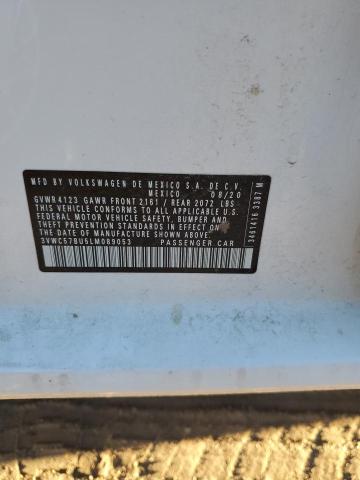 MFD BY VOLKSWAGEN DE MEXICO S.A. DE C.V.
MEXICO 08/20
GVWR 4123 GAWR FRONT 2161 / REAR 2072 LBS
THIS VEHICLE CONFORMS TO ALL APPLICABLE U.S.
FEDERAL MOTOR VEHICLE SAFETY, BUMPER AND
THEFT PREVENTION STANDARDS IN EFFECT ON THE
DATE OF MANUFACTURE SHOWN ABOVE.
3VWC57BU5LM089053 PASSENGER CAR
3461416 3387 M